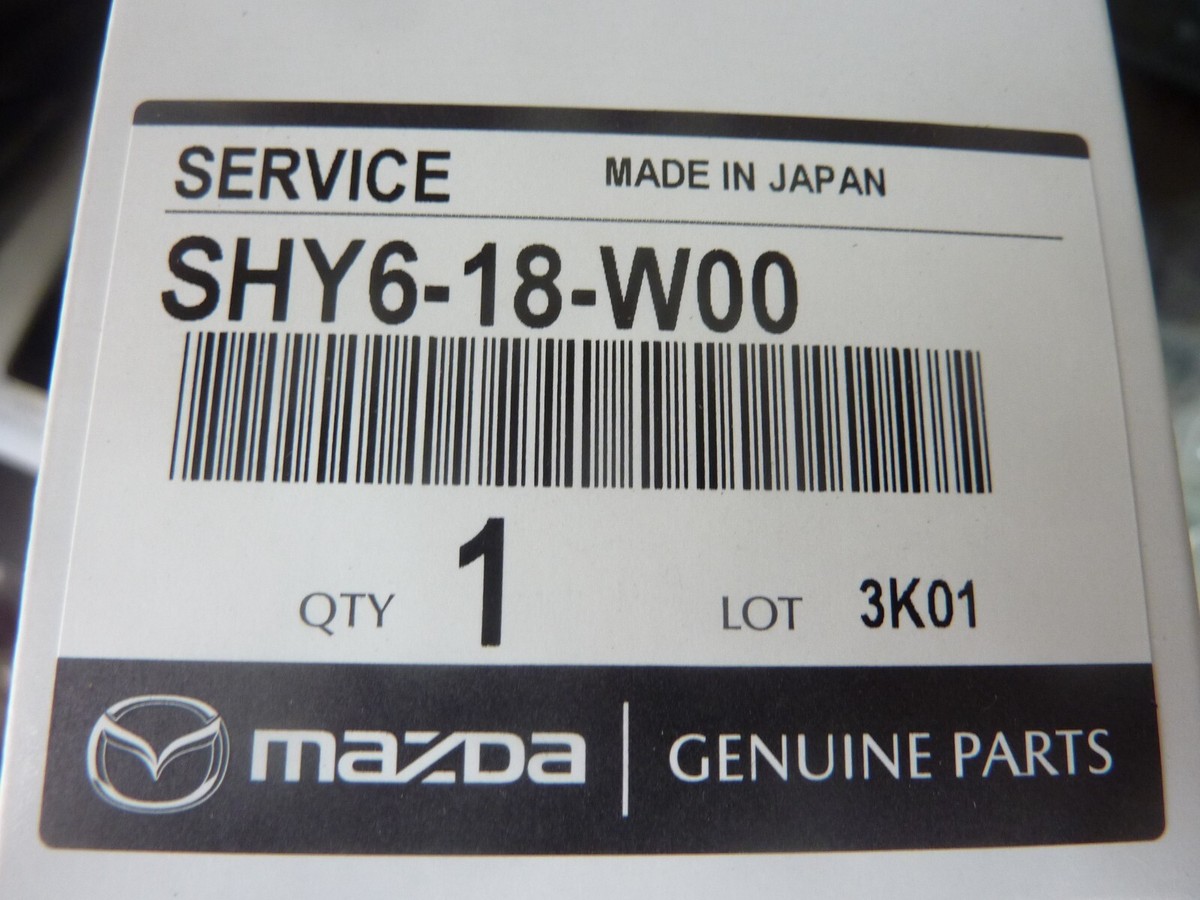 SERVICE MADE IN JAPAN
SHY6-18-W00
QTY 1 LOT 3K01
mazda GENUINE PARTS